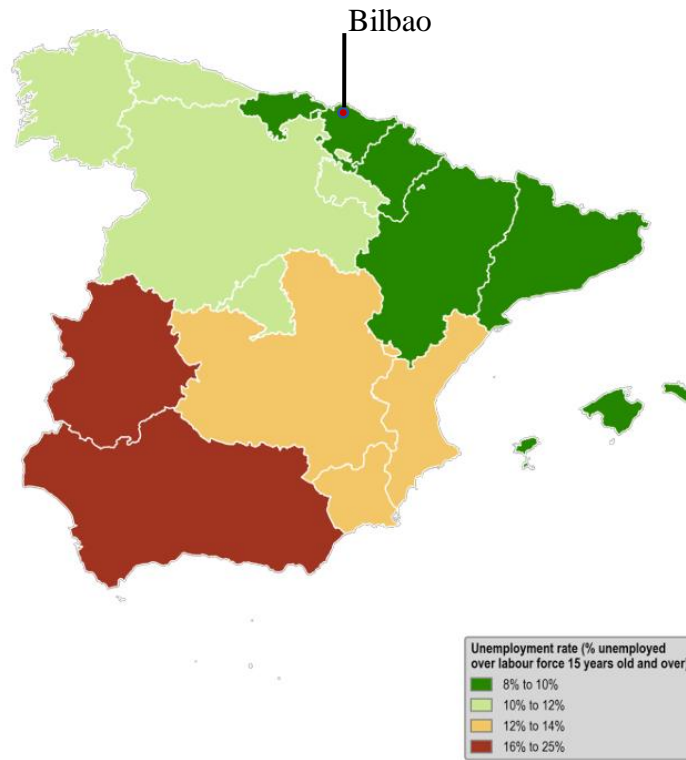 Bilbao
Unemployment rate (% unemployed
over labour force 15 years old and over)
8% to 10%
10% to 12%
12% to 14%
16% to 25%